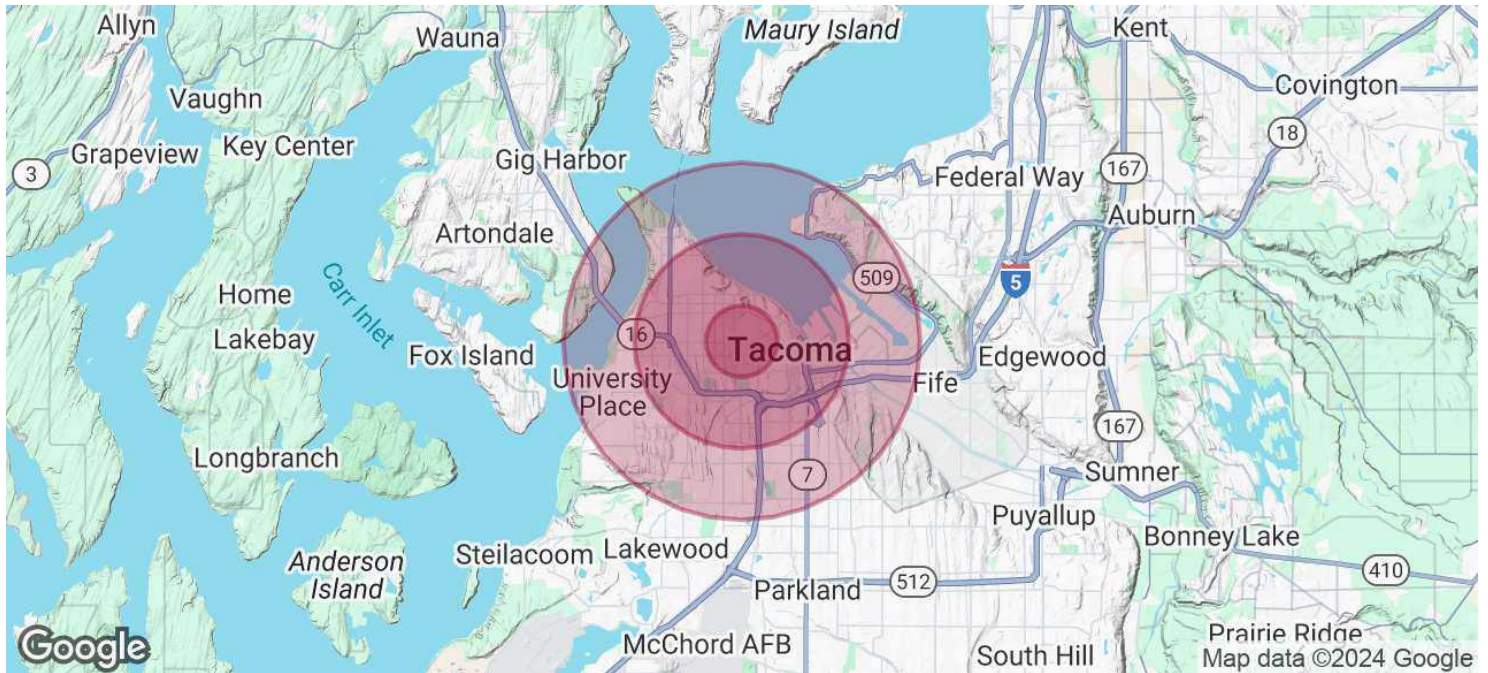 Allyn
Wauna
Maury Island
Kent
Vaughn
Covington
18
Grapeview
3
Key Center
Gig Harbor
Federal Way
167
Auburn
Artondale
509
5
Home
Carr Inlet
Lakebay
Fox Island
16
Tacoma
Edgewood
University
Place
Fife
167
Longbranch
7
Sumner
Puyallup
Bonney Lake
Anderson
Island
Steilacoom
Lakewood
Parkland
512
410
McChord AFB
South Hill
Prairie Ridge
Google
Map data ©2024 Google